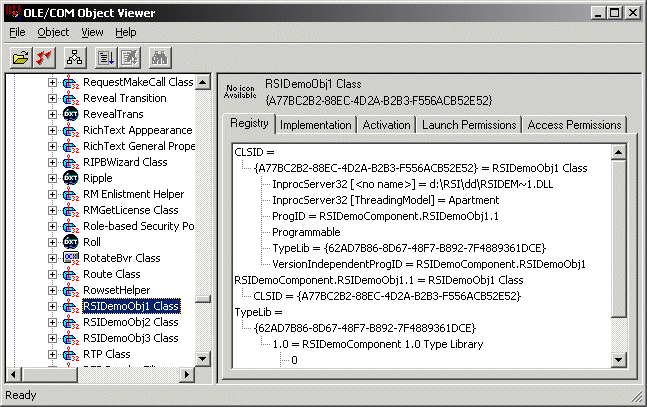 OLE/COM Object Viewer
File Object View Help
RequestMakeCall Class
Reveal Transition
RevealTrans
RichText Apppearance
RichText General Prope
RIPBWizard Class
Ripple
RM Enlistment Helper
RMGetLicense Class
Role-based Security Po
Roll
RotateBvr Class
Route Class
RowsetHelper
RSIDemoObj1 Class
RSIDemoObj2 Class
RSIDemoObj3 Class
RTP Class
No icon Available
RSIDemoObj1 Class
{A77BC2B2-88EC-4D2A-B2B3-F556ACB52E52}
Registry Implementation Activation Launch Permissions Access Permissions
CLSID =
{A77BC2B2-88EC-4D2A-B2B3-F556ACB52E52} = RSIDemoObj1 Class
InprocServer32 [<no name>] = d:\RSI\dd\RSIDEM~1.DLL
InprocServer32 [ThreadingModel] = Apartment
ProgID = RSIDemoComponent.RSIDemoObj1.1
Programmable
TypeLib = {62AD7B86-8D67-48F7-B892-7F4889361DCE}
VersionIndependentProgID = RSIDemoComponent.RSIDemoObj1
RSIDemoComponent.RSIDemoObj1.1 = RSIDemoObj1 Class
CLSID = {A77BC2B2-88EC-4D2A-B2B3-F556ACB52E52}
TypeLib =
{62AD7B86-8D67-48F7-B892-7F4889361DCE}
1.0 = RSIDemoComponent 1.0 Type Library
0
Ready